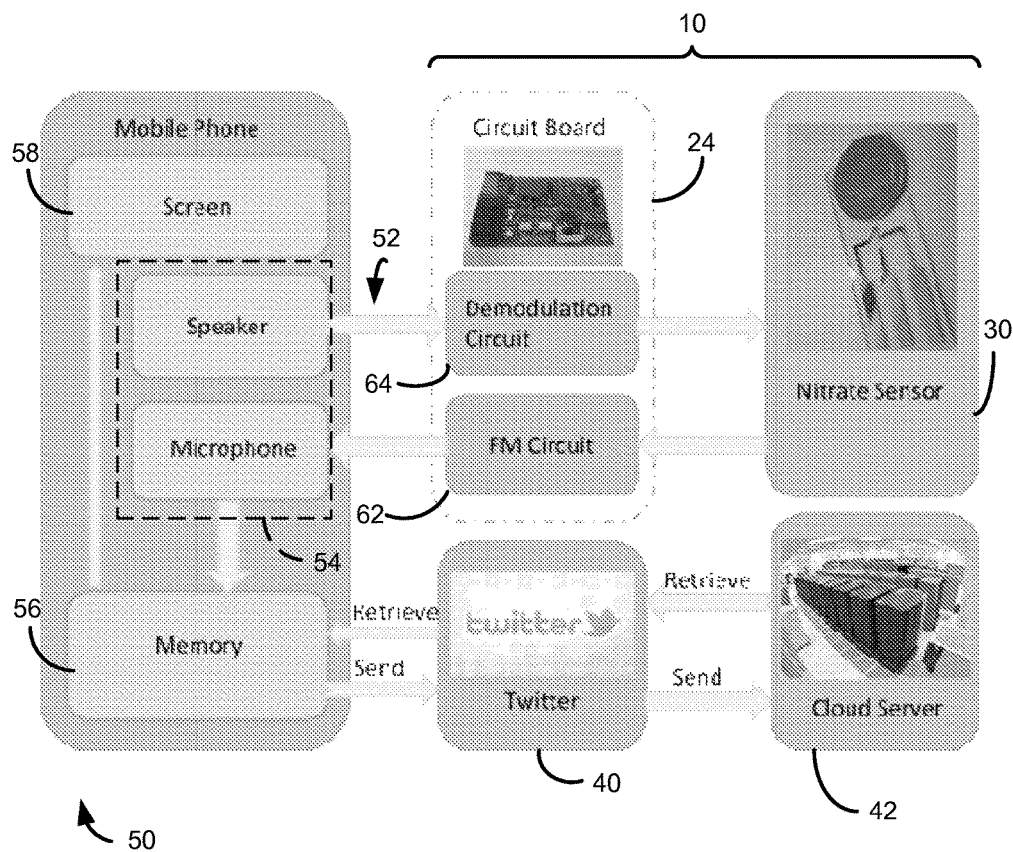 10
Mobile Phone
Circuit Board
58
24
Screen
52
Speaker
Demodulation
Circuit
30
64
Nitrate Sensor
Microphone
FM Circuit
62
54
Retrieve
56
Retrieve
twitter
Memory
Send
Send
Twitter
Cloud Server
40
42
50